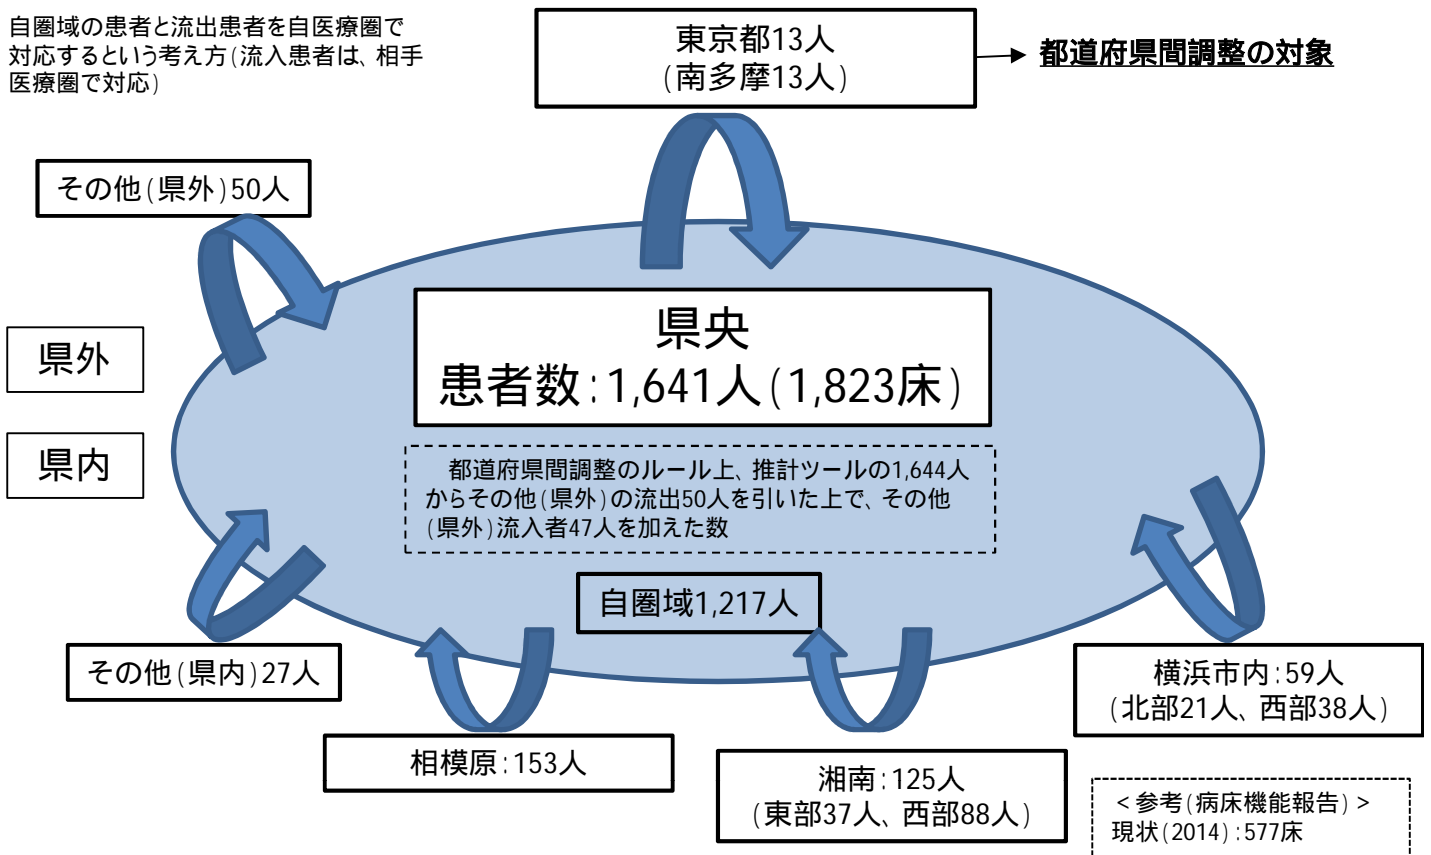 自圏域の患者と流出患者を自医療圏で
対応するという考え方(流入患者は、相手
医療圏で対応)
東京都13人
(南多摩13人)
都道府県間調整の対象
その他(県外)50人
県外
県央
患者数:1,641人(1,823床)
県内
都道府県間調整のルール上、推計ツールの1,644人
からその他(県外)の流出50人を引いた上で、その他
(県外)流入者47人を加えた数
自圏域1,217人
その他(県内)27人
横浜市内:59人
(北部21人、西部38人)
相模原:153人
湘南:125人
(東部37人、西部88人)
<参考(病床機能報告)>
現状(2014):577床